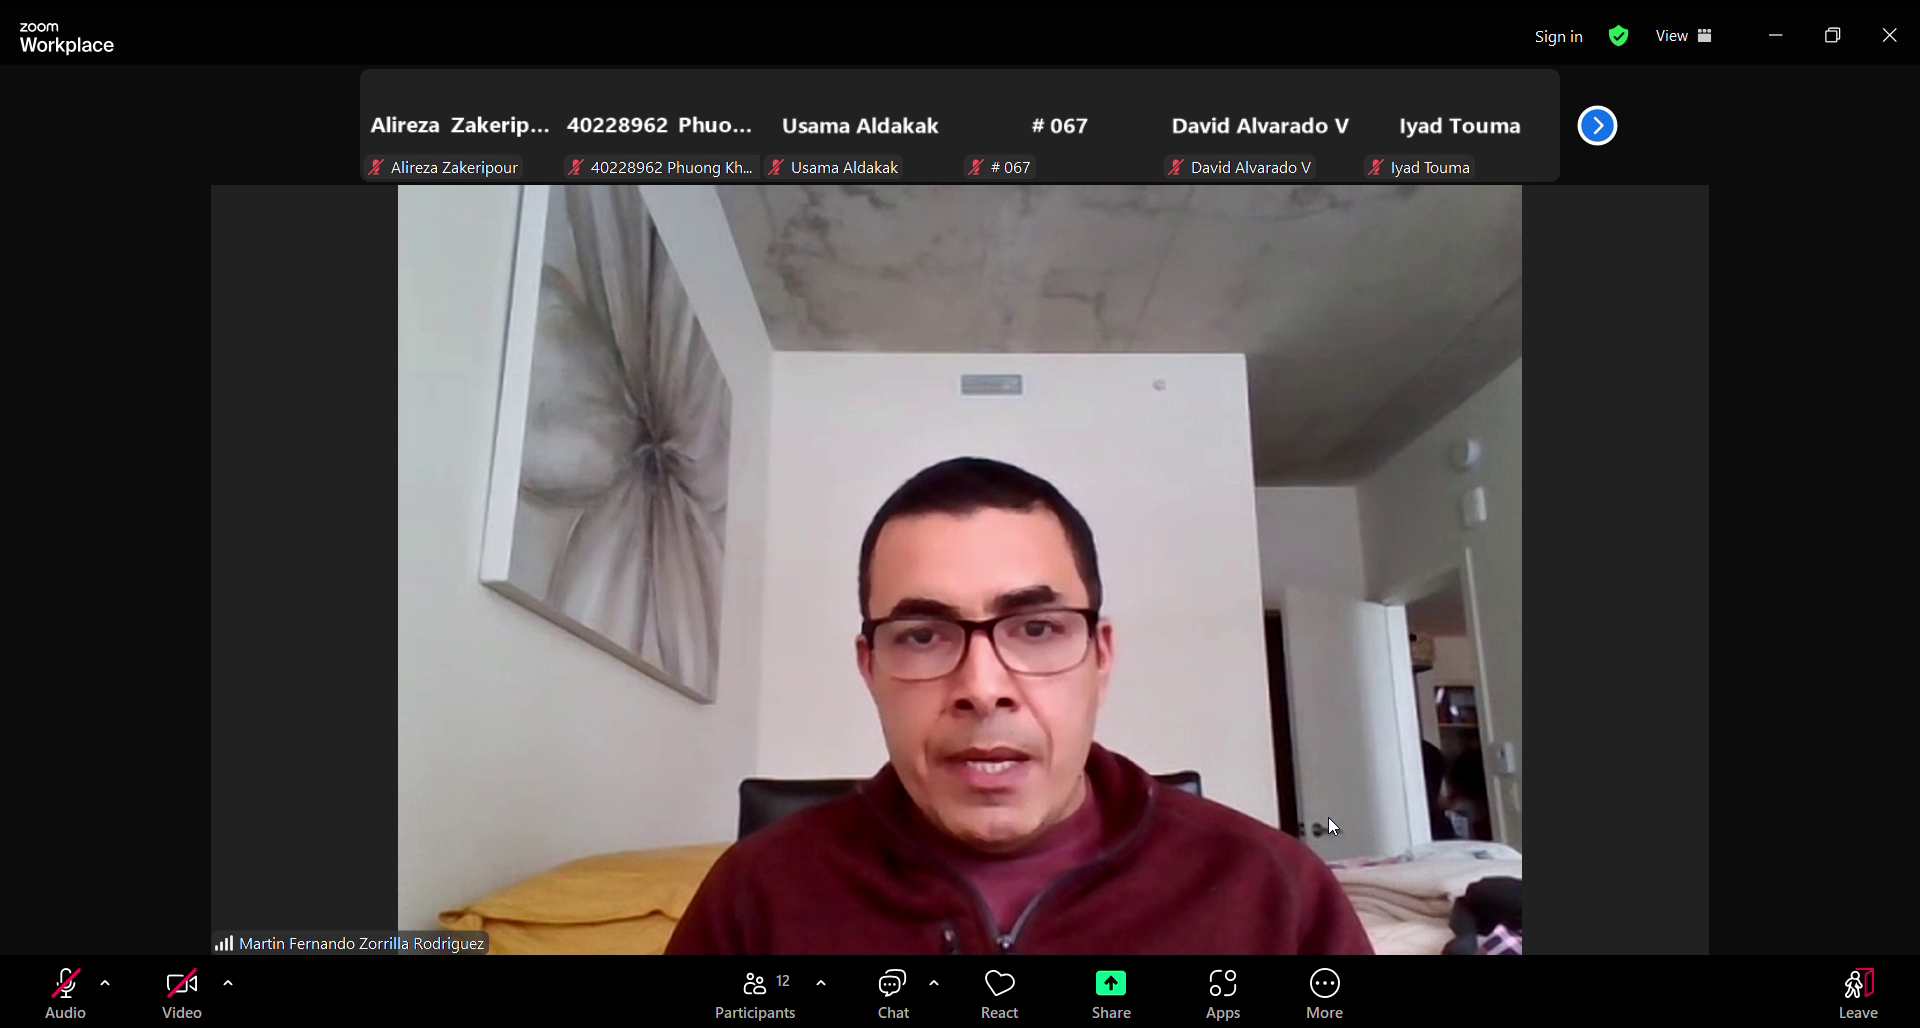 zoom
Workplace
Sign in
View
Alireza Zakerip...
40228962 Phuo...
Usama Aldakak
# 067
David Alvarado V
Iyad Touma
Alireza Zakeripour
40228962 Phuong Kh...
Usama Aldakak
# 067
David Alvarado V
Iyad Touma
Martin Fernando Zorrilla Rodriguez
12
Audio
Video
Participants
Chat
React
Share
Apps
More
Leave